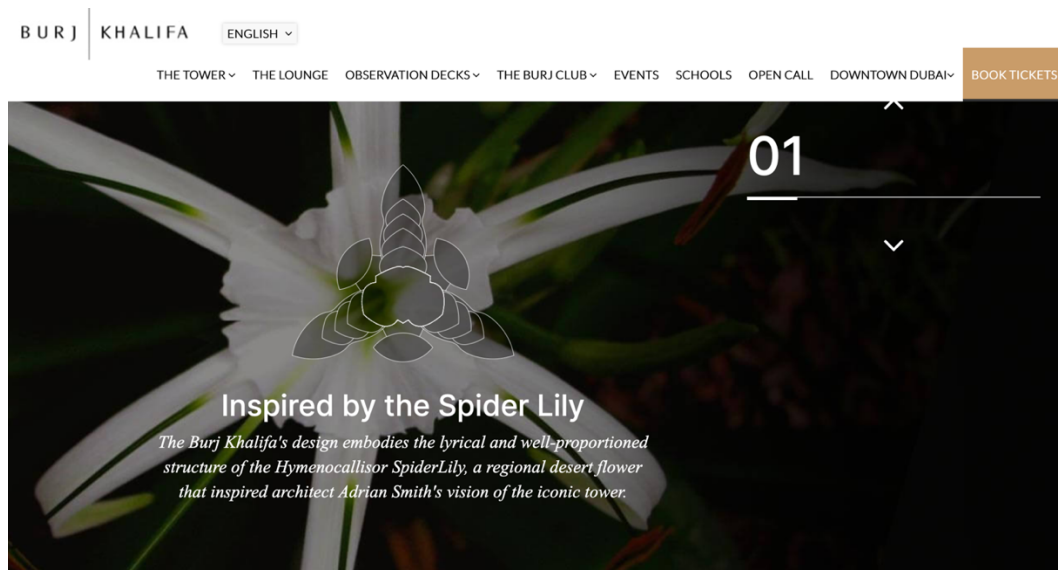 BURJ KHALIFA
ENGLISH
THE TOWER THE LOUNGE OBSERVATION DECKS THE BURJ CLUB EVENTS SCHOOLS OPEN CALL DOWNTOWN DUBAI BOOK TICKETS
01
Inspired by the Spider Lily
The Burj Khalifa's design embodies the lyrical and well-proportioned
structure of the Hymenocallisor SpiderLily, a regional desert flower
that inspired architect Adrian Smith's vision of the iconic tower.